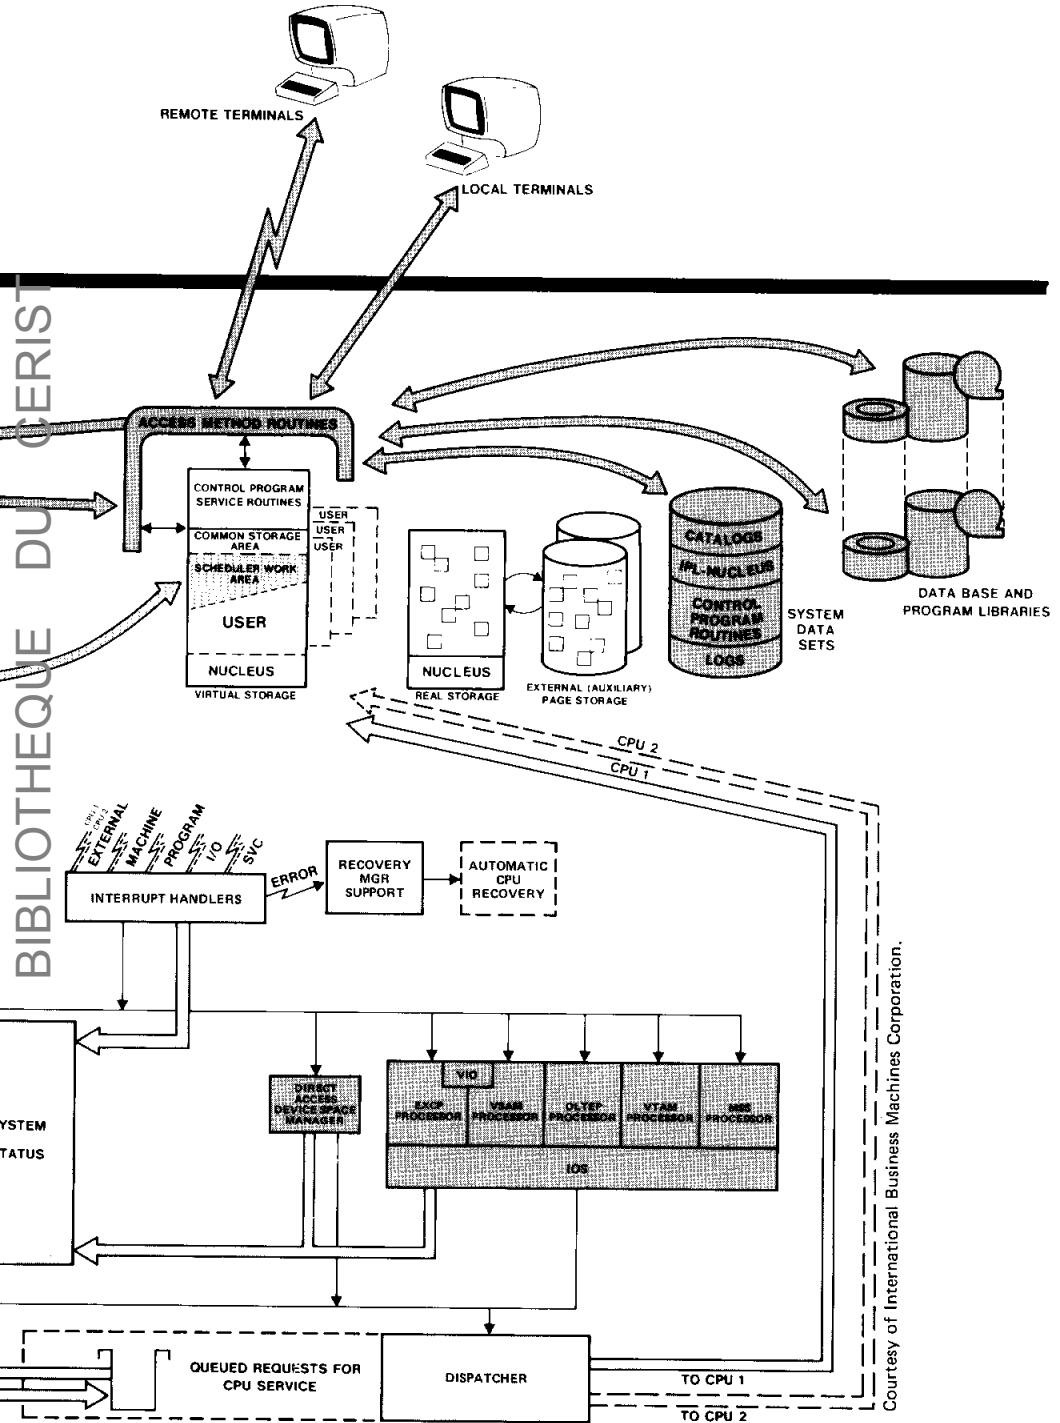 REMOTE TERMINALS
LOCAL TERMINALS
ACCESS METHOD ROUTINES
CONTROL PROGRAM
SERVICE ROUTINES
COMMON STORAGE
AREA
SCHEDULER WORK
AREA
USER
NUCLEUS
VIRTUAL STORAGE
USER
USER
USER
NUCLEUS
REAL STORAGE
EXTERNAL (AUXILIARY)
PAGE STORAGE
CATALOGS
IPL-NUCLEUS
CONTROL
PROGRAM
ROUTINES
LOGS
SYSTEM
DATA
SETS
DATA BASE AND
PROGRAM LIBRARIES
CPU 2
CPU 1
CPU 1
CPU 2
EXTERNAL
MACHINE
PROGRAM
I/O
SVC
INTERRUPT HANDLERS
ERROR
RECOVERY
MGR
SUPPORT
AUTOMATIC
CPU
RECOVERY
YSTEM
TATUS
DIRECT
ACCESS
DEVICE SPACE
MANAGER
VIO
EXCP
PROCESSOR
VSAM
PROCESSOR
OLTEP
PROCESSOR
VTAM
PROCESSOR
MSS
PROCESSOR
IOS
QUEUED REQUESTS FOR
CPU SERVICE
DISPATCHER
TO CPU 1
TO CPU 2
Courtesy of International Business Machines Corporation.
BIBLIOTHEQUE DU CERIST